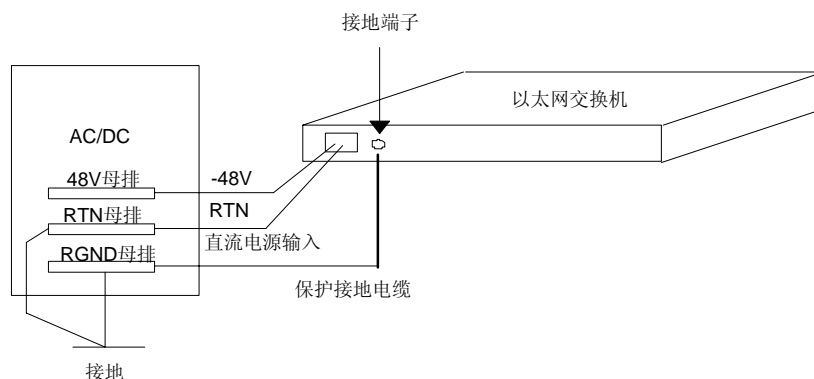 接地端子
以太网交换机
AC/DC
48V母排
-48V
RTN母排
RTN
直流电源输入
RGND母排
保护接地电缆
接地